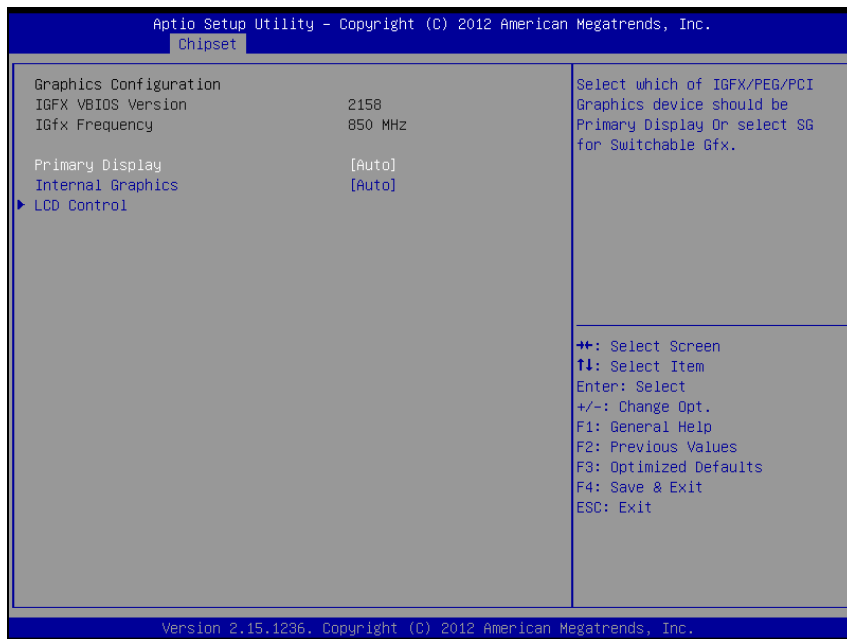 Aptio Setup Utility – Copyright (C) 2012 American Megatrends, Inc.
Chipset
Graphics Configuration
IGFX VBIOS Version 2158
IGfx Frequency 850 MHz
Primary Display [Auto]
Internal Graphics [Auto]
LCD Control
Select which of IGFX/PEG/PCI
Graphics device should be
Primary Display Or select SG
for Switchable Gfx.
→←: Select Screen
↑↓: Select Item
Enter: Select
+/-: Change Opt.
F1: General Help
F2: Previous Values
F3: Optimized Defaults
F4: Save & Exit
ESC: Exit
Version 2.15.1236. Copyright (C) 2012 American Megatrends, Inc.